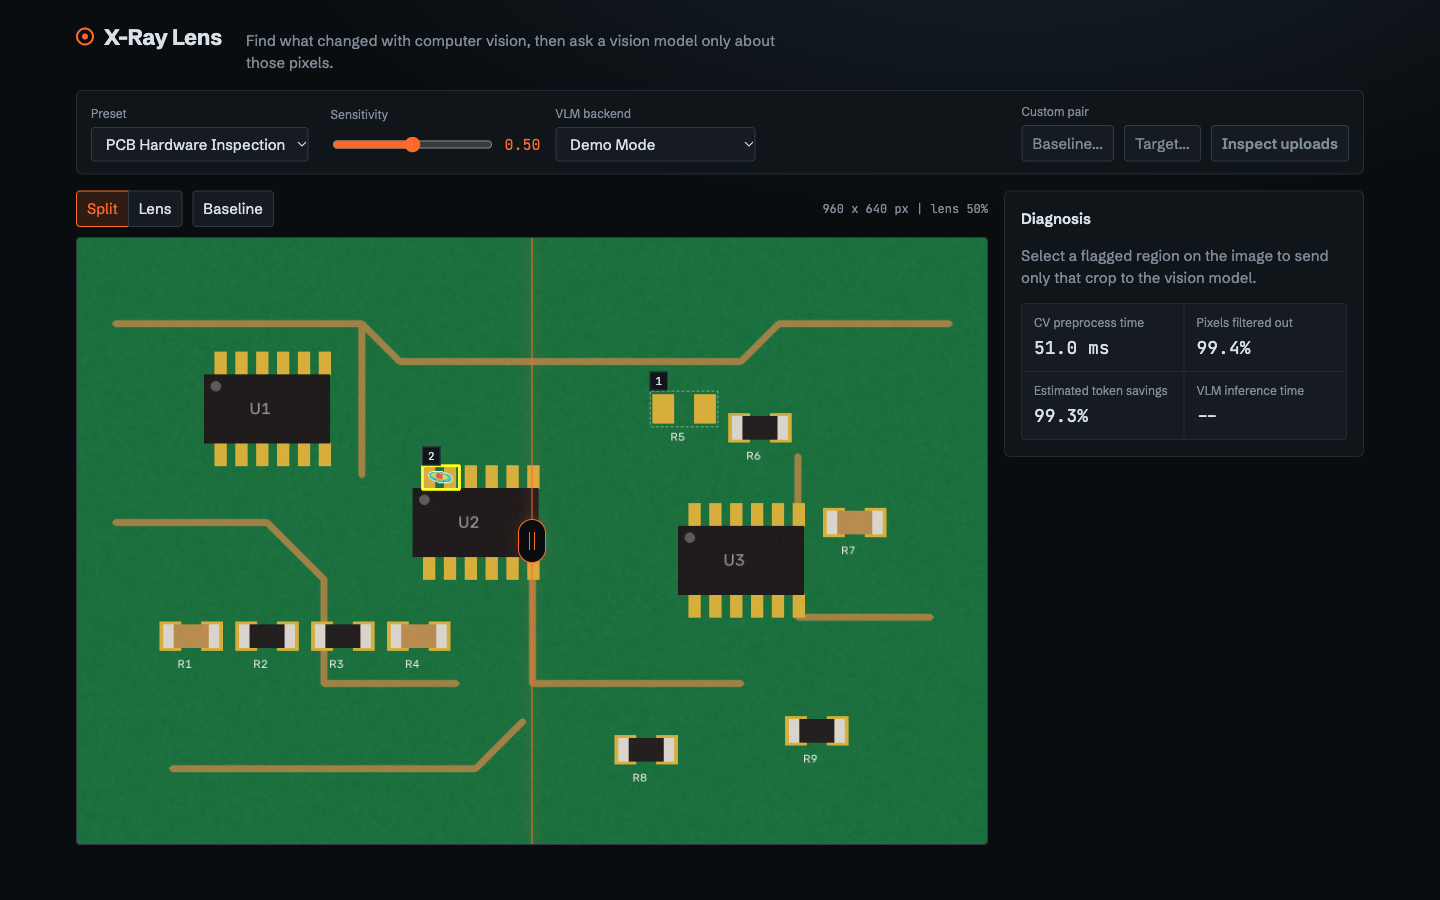 X-Ray Lens
Find what changed with computer vision, then ask a vision model only about
those pixels.
Preset
PCB Hardware Inspection
Sensitivity
0.50
VLM backend
Demo Mode
Custom pair
Baseline...
Target...
Inspect uploads
Split
Lens
Baseline
960 x 640 px | lens 50%
1
R5
R6
U1
2
U2
U3
R7
R1
R2
R3
R4
R8
R9
Diagnosis
Select a flagged region on the image to send
only that crop to the vision model.
CV preprocess time
51.0 ms
Pixels filtered out
99.4%
Estimated token savings
99.3%
VLM inference time
--